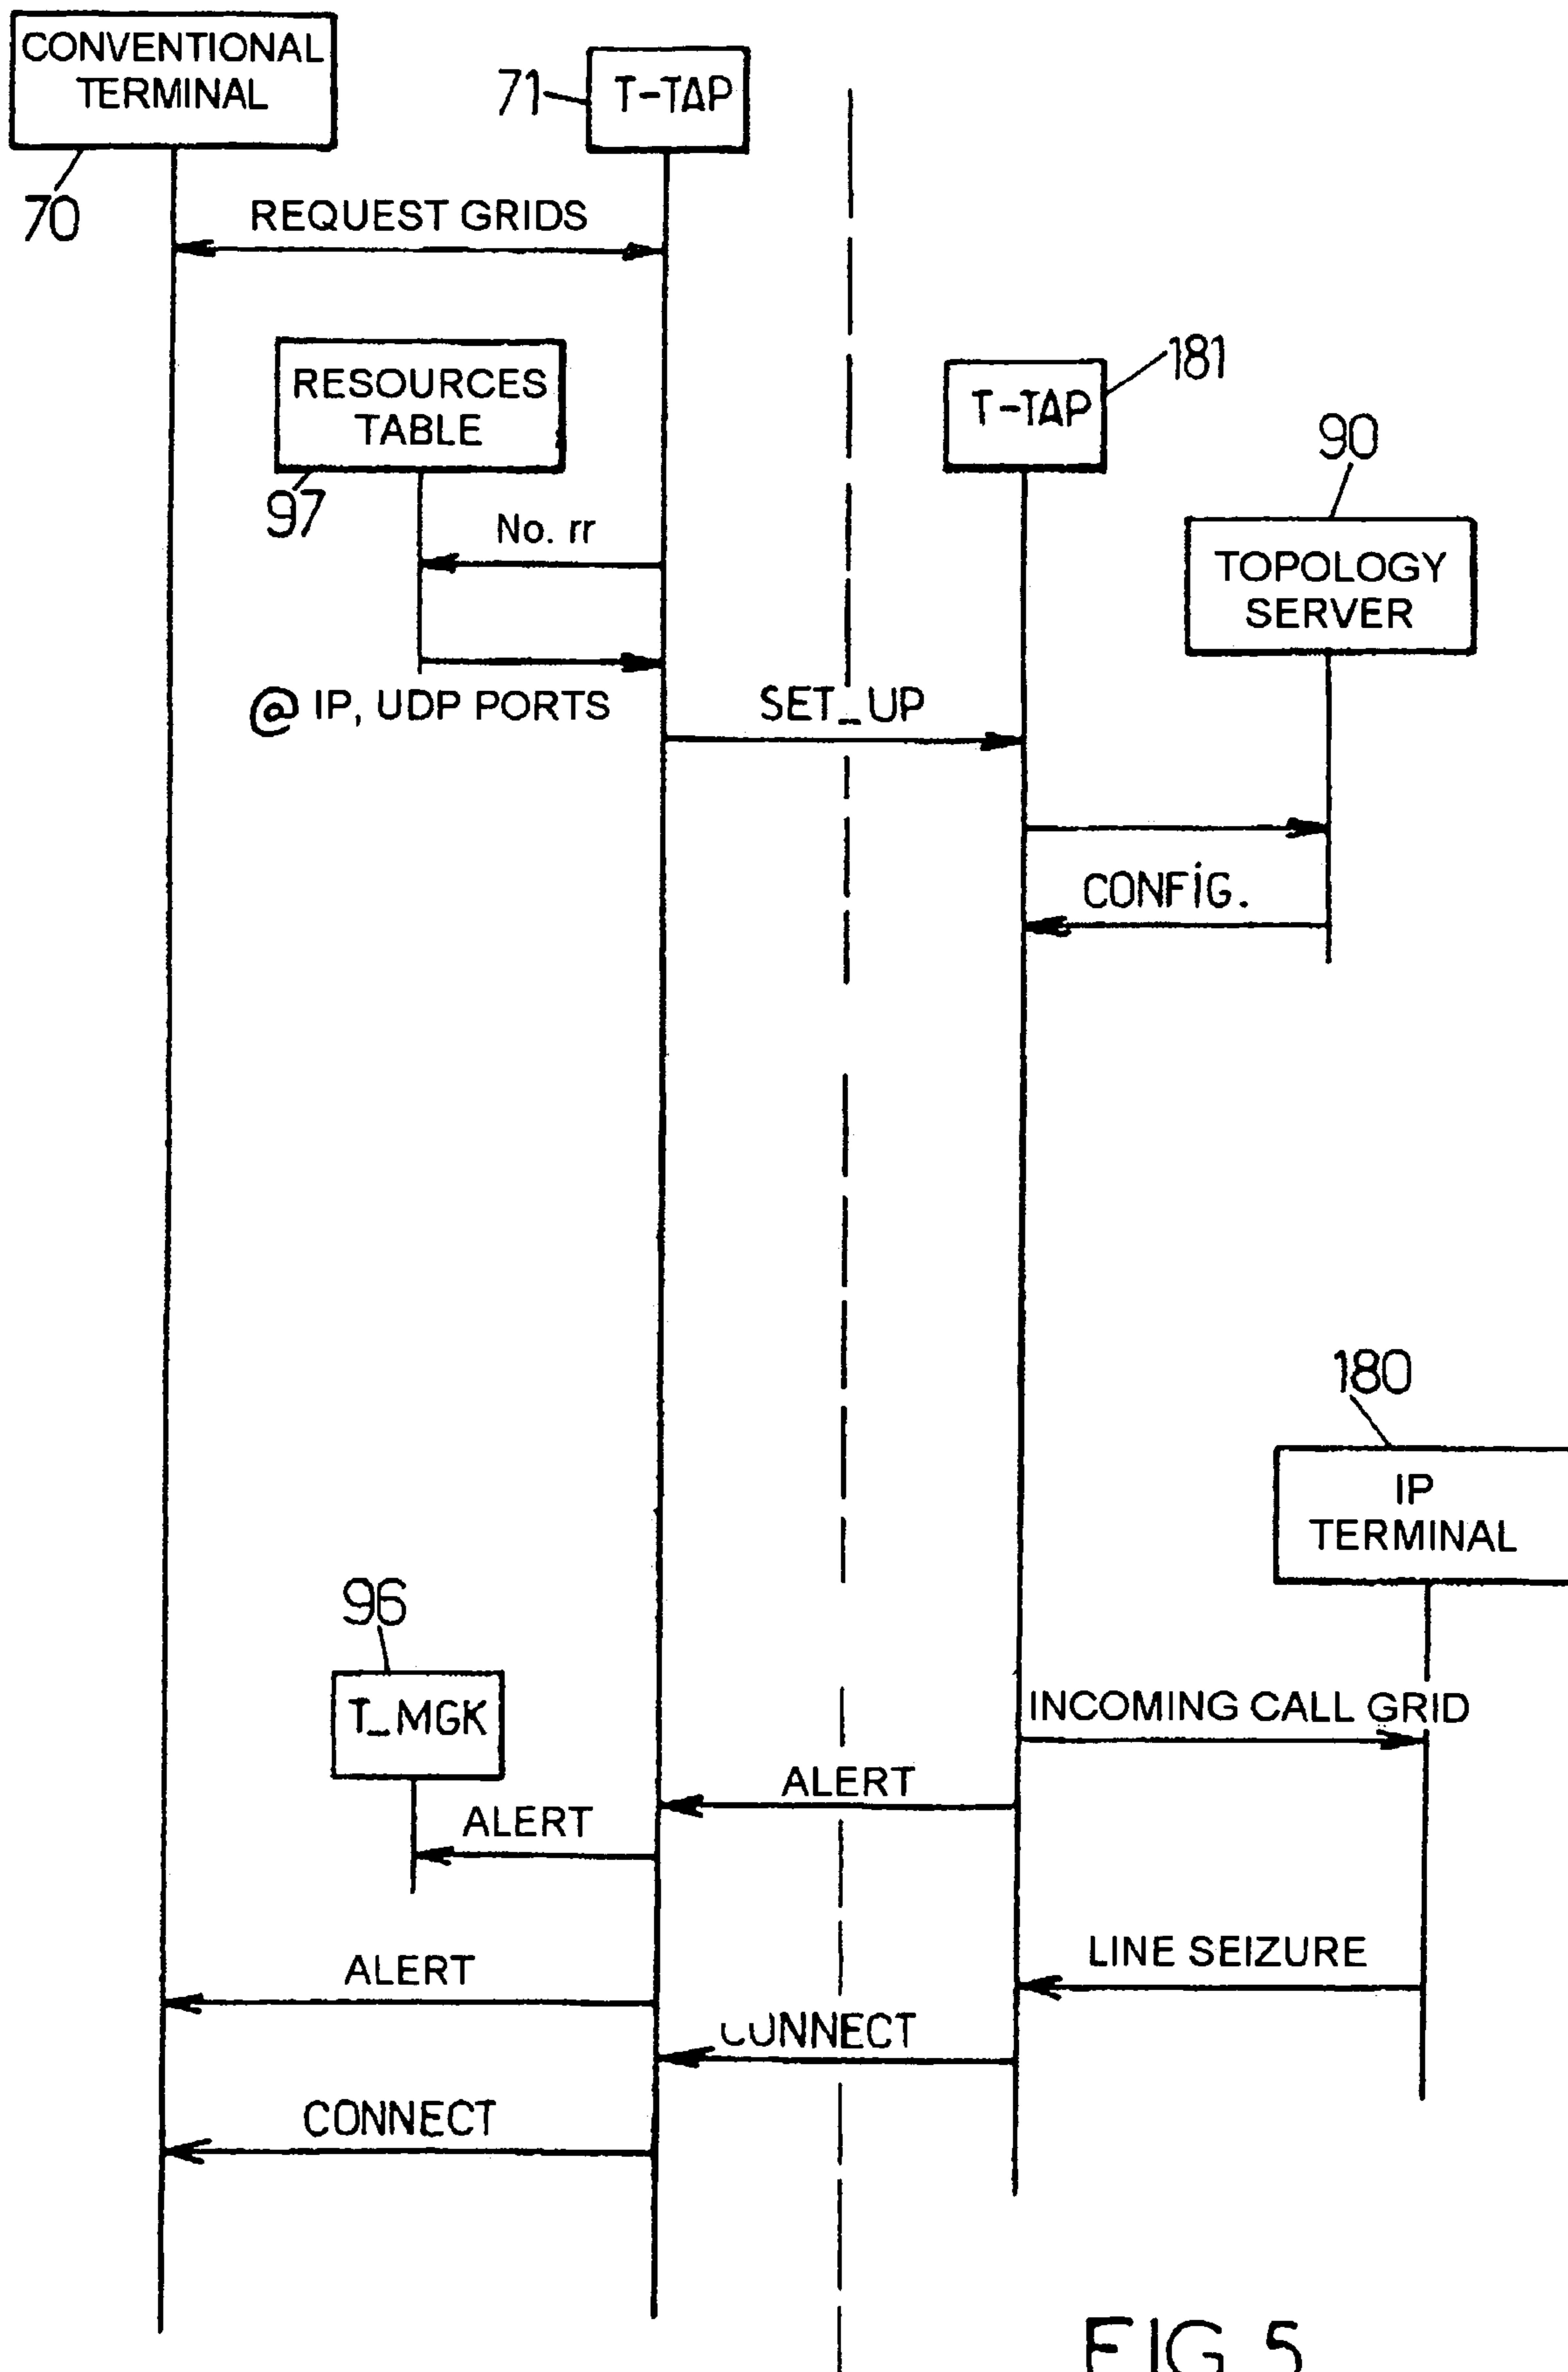 CONVENTIONAL
TERMINAL
70
71
T-TAP
REQUEST GRIDS
RESOURCES
TABLE
97
No. rr
@ IP, UDP PORTS
181
T-TAP
90
TOPOLOGY
SERVER
SET_UP
CONFiG.
180
IP
TERMINAL
96
T_MGK
INCOMING CALL GRID
ALERT
ALERT
LINE SEIZURE
ALERT
CONNECT
CONNECT
FIG. 5